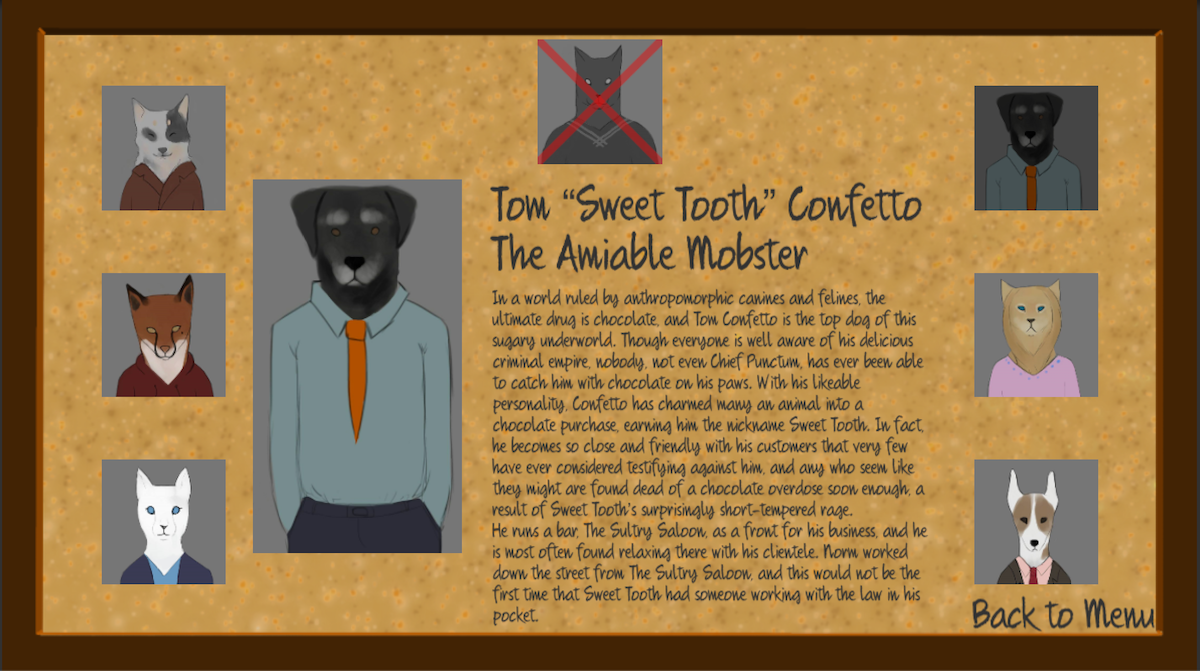 Tom “Sweet Tooth” Confetto
The Amiable Mobster
In a world ruled by anthropomorphic canines and felines, the
ultimate drug is chocolate, and Tom Confetto is the top dog of this
sugary underworld. Though everyone is well aware of his delicious
criminal empire, nobody, not even Chief Punctum, has ever been able
to catch him with chocolate on his paws. With his likeable
personality, Confetto has charmed many an animal into a
chocolate purchase, earning him the nickname Sweet Tooth. In fact,
he becomes so close and friendly with his customers that very few
have ever considered testifying against him, and any who seem like
they might are found dead of a chocolate overdose soon enough, a
result of Sweet Tooth's surprisingly short-tempered rage.
He runs a bar, The Sultry Saloon, as a front for his business, and he
is most often found relaxing there with his clientele. Norm worked
down the street from The Sultry Saloon, and this would not be the
first time that Sweet Tooth had someone working with the law in his
pocket.
Back to Menu